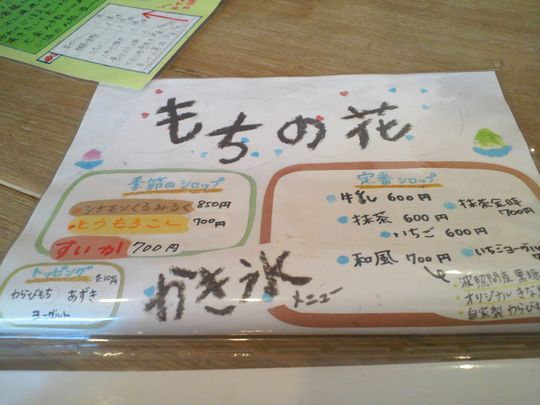 もちの花
季節のシロップ
シナモンくるみみるく 850円
とうもろこし 700円
すいか 700円
定番シロップ
牛乳 600円
抹茶 600円
いちご 600円
和風 700円
抹茶金時
700円
いちごヨーグルト
波照間産黒糖
オリジナルきな
自家製わらびも
トッピング
わらびもち あずき
ヨーグルト
かき氷
メニュー